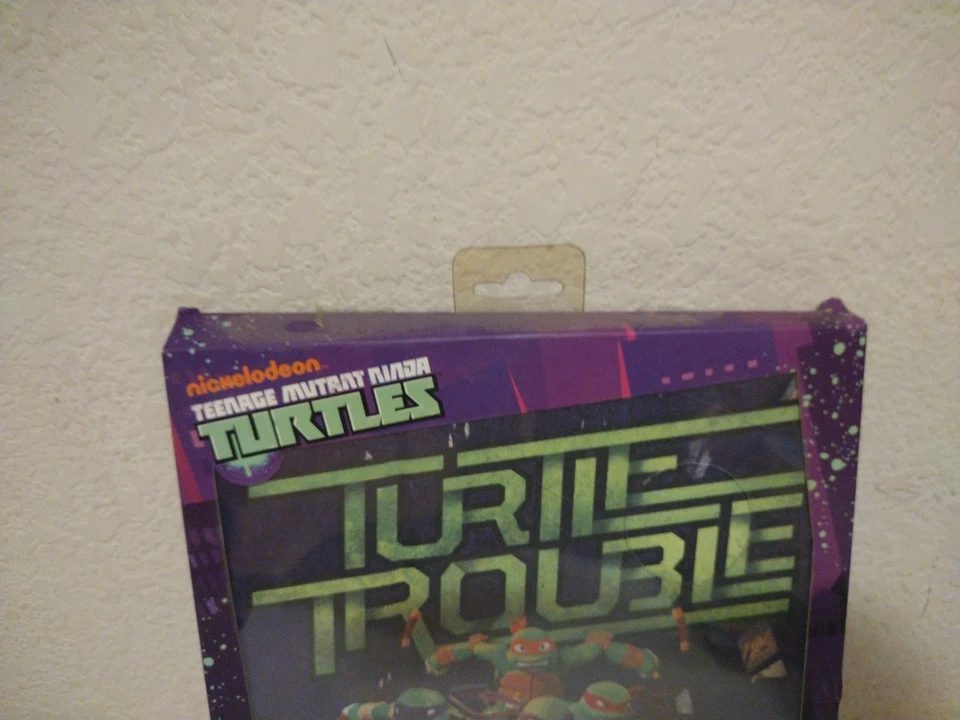 nickelodeon
TEENAGE MUTANT NINJA
TURTLES
TURTLE
TROUBLE